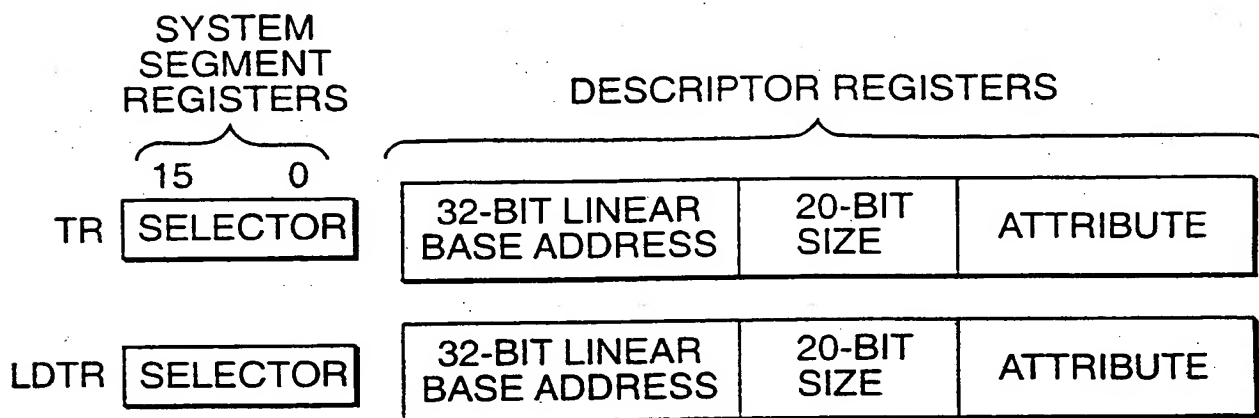 SYSTEM
SEGMENT
REGISTERS
DESCRIPTOR REGISTERS
15 0
TR SELECTOR 32-BIT LINEAR BASE ADDRESS 20-BIT SIZE ATTRIBUTE
LDTR SELECTOR 32-BIT LINEAR BASE ADDRESS 20-BIT SIZE ATTRIBUTE